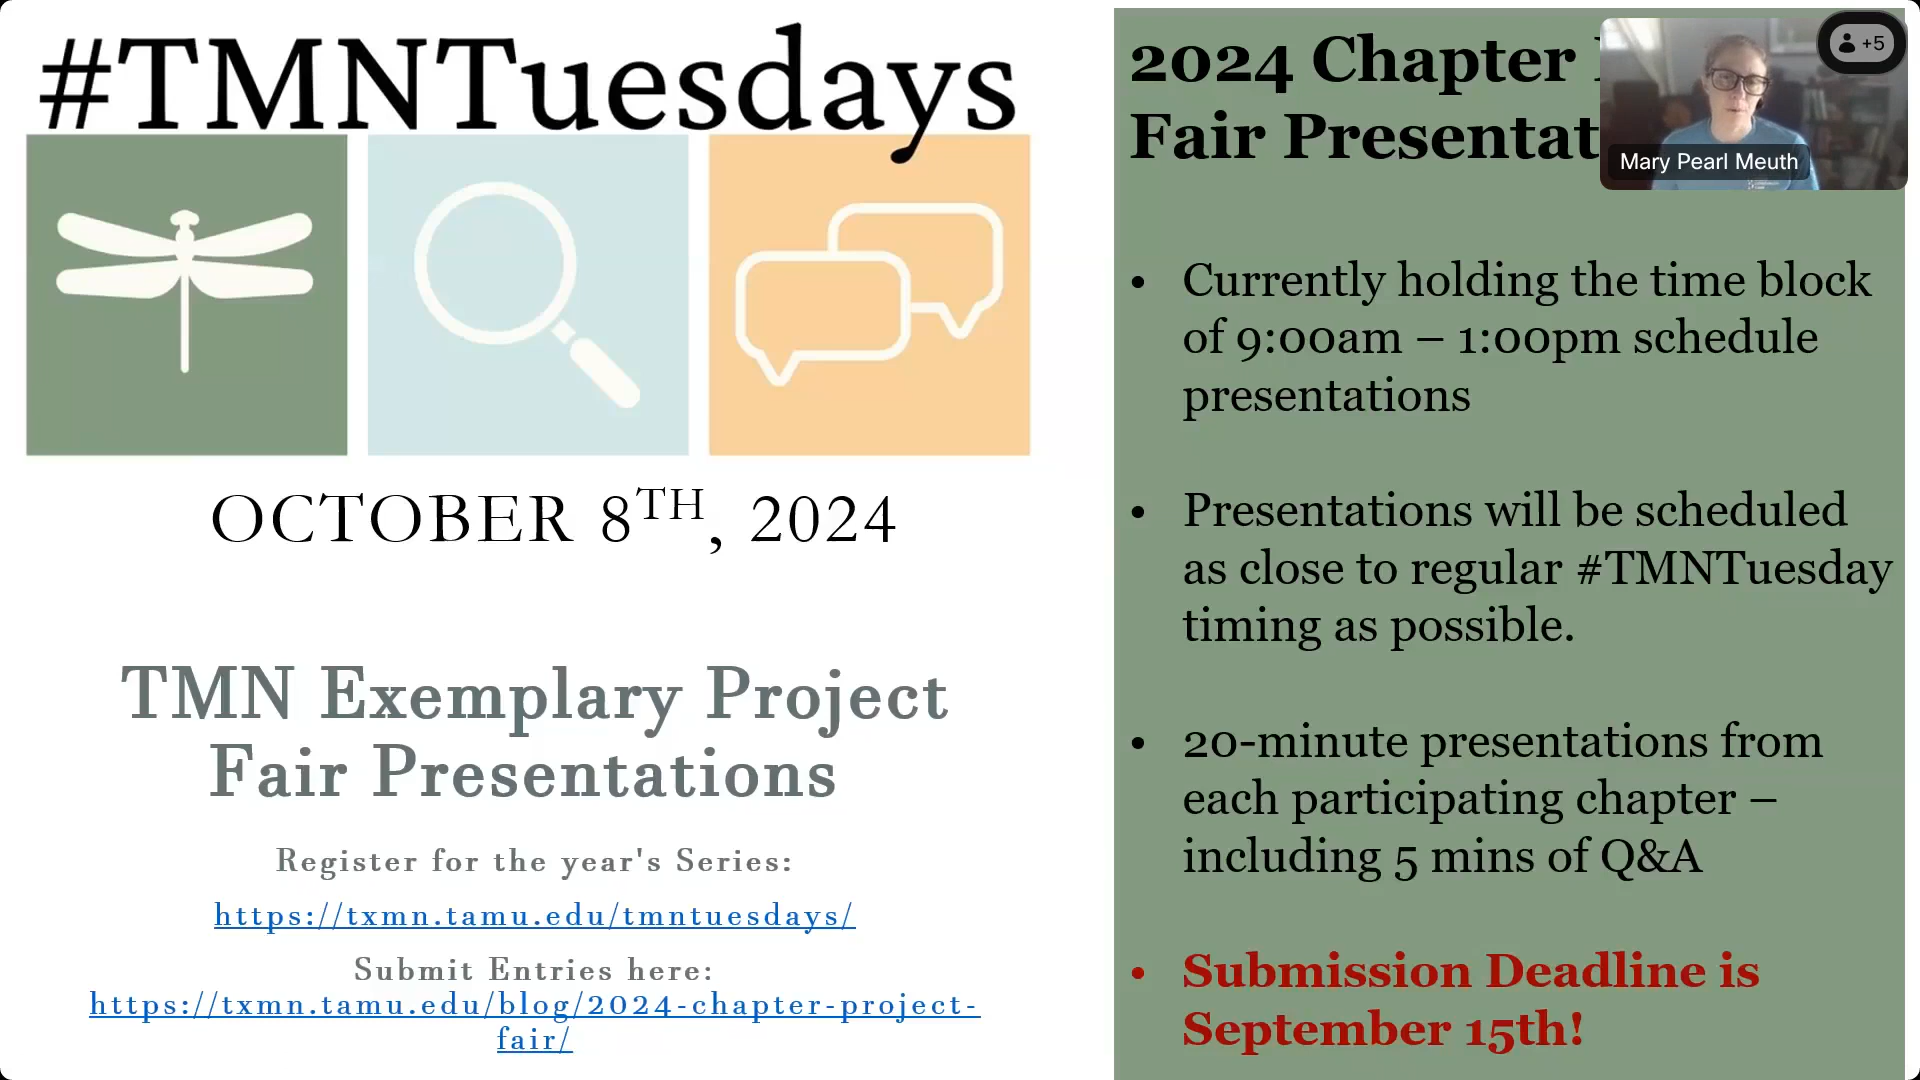 #TMNTuesdays
OCTOBER 8TH, 2024
TMN Exemplary Project
Fair Presentations
Register for the year's Series:
https://txmn.tamu.edu/tmntuesdays/
Submit Entries here:
https://txmn.tamu.edu/blog/2024-chapter-project-
fair/
2024 Chapter
Fair Presentat
+5
Mary Pearl Meuth
• Currently holding the time block
of 9:00am – 1:00pm schedule
presentations
• Presentations will be scheduled
as close to regular #TMNTuesday
timing as possible.
• 20-minute presentations from
each participating chapter –
including 5 mins of Q&A
• Submission Deadline is
September 15th!